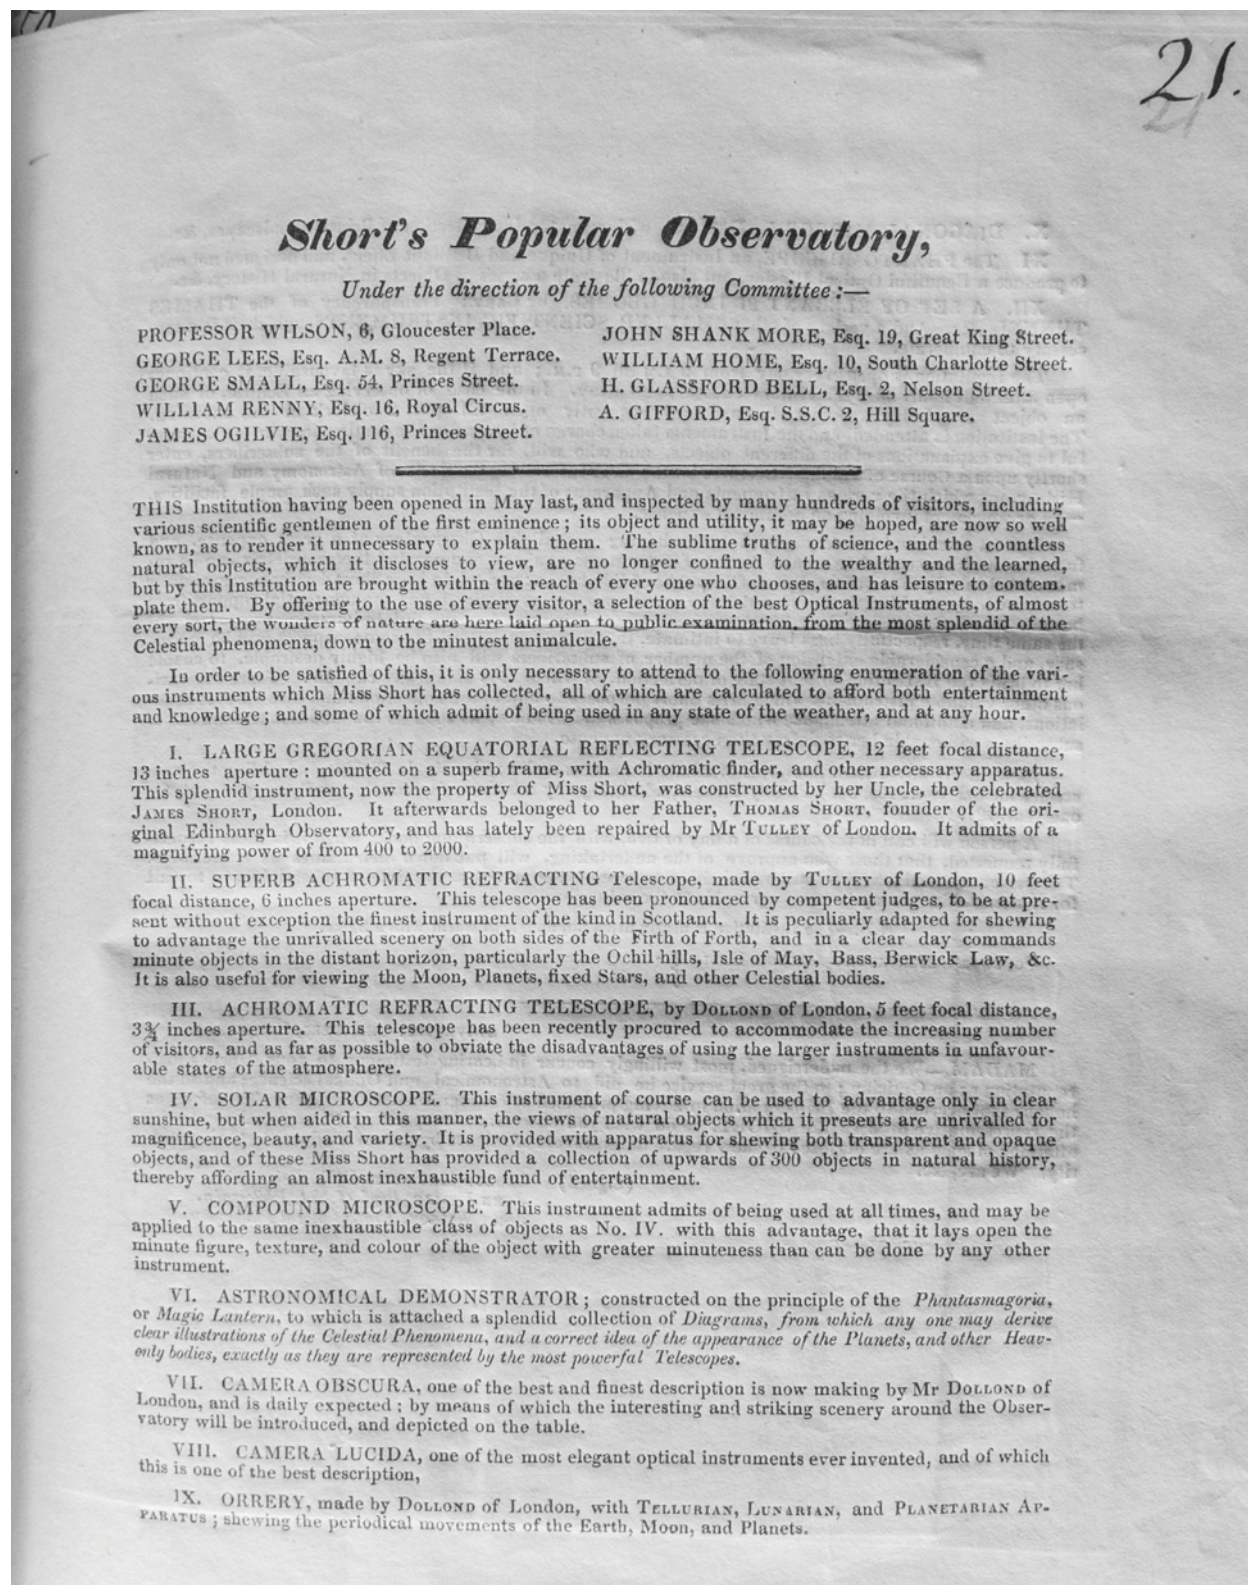 21.
21
Short's Popular Observatory,
Under the direction of the following Committee:—
PROFESSOR WILSON, 6, Gloucester Place.
GEORGE LEES, Esq. A.M. 8, Regent Terrace.
GEORGE SMALL, Esq. 54, Princes Street.
WILLIAM RENNY, Esq. 16, Royal Circus.
JAMES OGILVIE, Esq. 116, Princes Street.
JOHN SHANK MORE, Esq. 19, Great King Street.
WILLIAM HOME, Esq. 10, South Charlotte Street.
H. GLASSFORD BELL, Esq. 2, Nelson Street.
A. GIFFORD, Esq. S.S.C. 2, Hill Square.
THIS Institution having been opened in May last, and inspected by many hundreds of visitors, including
various scientific gentlemen of the first eminence; its object and utility, it may be hoped, are now so well
known, as to render it unnecessary to explain them. The sublime truths of science, and the countless
natural objects, which it discloses to view, are no longer confined to the wealthy and the learned,
but by this Institution are brought within the reach of every one who chooses, and has leisure to contem-
plate them. By offering to the use of every visitor, a selection of the best Optical Instruments, of almost
every sort, the wonders of nature are here laid open to public examination, from the most splendid of the
Celestial phenomena, down to the minutest animalcule.
In order to be satisfied of this, it is only necessary to attend to the following enumeration of the vari-
ous instruments which Miss Short has collected, all of which are calculated to afford both entertainment
and knowledge; and some of which admit of being used in any state of the weather, and at any hour.
I. LARGE GREGORIAN EQUATORIAL REFLECTING TELESCOPE, 12 feet focal distance,
13 inches aperture: mounted on a superb frame, with Achromatic finder, and other necessary apparatus.
This splendid instrument, now the property of Miss Short, was constructed by her Uncle, the celebrated
JAMES SHORT, London. It afterwards belonged to her Father, THOMAS SHORT, founder of the ori-
ginal Edinburgh Observatory, and has lately been repaired by Mr TULLEY of London. It admits of a
magnifying power of from 400 to 2000.
II. SUPERB ACHROMATIC REFRACTING Telescope, made by TULLEY of London, 10 feet
focal distance, 6 inches aperture. This telescope has been pronounced by competent judges, to be at pre-
sent without exception the finest instrument of the kind in Scotland. It is peculiarly adapted for shewing
to advantage the unrivalled scenery on both sides of the Firth of Forth, and in a clear day commands
minute objects in the distant horizon, particularly the Ochil hills, Isle of May, Bass, Berwick Law, &c.
It is also useful for viewing the Moon, Planets, fixed Stars, and other Celestial bodies.
III. ACHROMATIC REFRACTING TELESCOPE, by DOLLOND of London, 5 feet focal distance,
3¾ inches aperture. This telescope has been recently procured to accommodate the increasing number
of visitors, and as far as possible to obviate the disadvantages of using the larger instruments in unfavour-
able states of the atmosphere.
IV. SOLAR MICROSCOPE. This instrument of course can be used to advantage only in clear
sunshine, but when aided in this manner, the views of natural objects which it presents are unrivalled for
magnificence, beauty, and variety. It is provided with apparatus for shewing both transparent and opaque
objects, and of these Miss Short has provided a collection of upwards of 300 objects in natural history,
thereby affording an almost inexhaustible fund of entertainment.
V. COMPOUND MICROSCOPE. This instrument admits of being used at all times, and may be
applied to the same inexhaustible class of objects as No. IV. with this advantage, that it lays open the
minute figure, texture, and colour of the object with greater minuteness than can be done by any other
instrument.
VI. ASTRONOMICAL DEMONSTRATOR; constructed on the principle of the Phantasmagoria,
or Magic Lantern, to which is attached a splendid collection of Diagrams, from which any one may derive
clear illustrations of the Celestial Phenomena, and a correct idea of the appearance of the Planets, and other Heav-
enly bodies, exactly as they are represented by the most powerful Telescopes.
VII. CAMERA OBSCURA, one of the best and finest description is now making by Mr DOLLOND of
London, and is daily expected; by means of which the interesting and striking scenery around the Obser-
vatory will be introduced, and depicted on the table.
VIII. CAMERA LUCIDA, one of the most elegant optical instruments ever invented, and of which
this is one of the best description,
IX. ORRERY, made by DOLLOND of London, with TELLURIAN, LUNARIAN, and PLANETARIAN AP-
PARATUS; shewing the periodical movements of the Earth, Moon, and Planets.